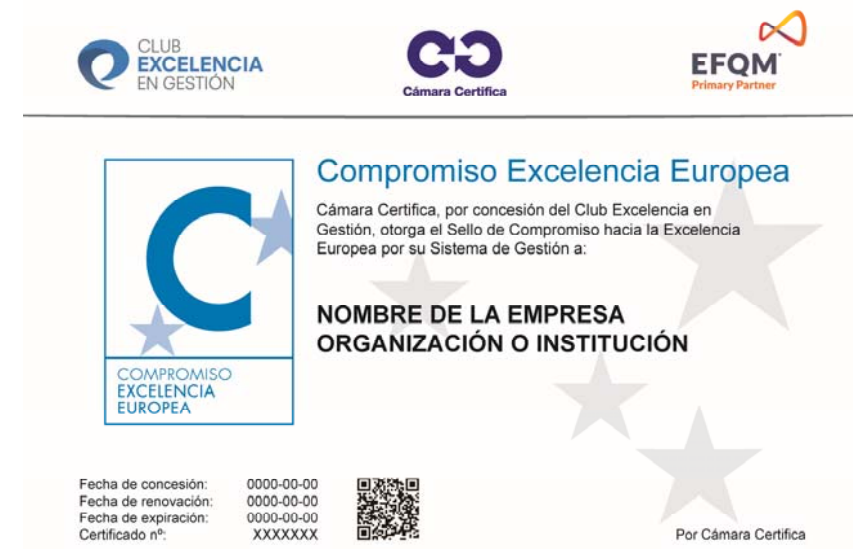 CLUB
EXCELENCIA
EN GESTIÓN
Cámara Certifica
EFQM
Primary Partner
Compromiso Excelencia Europea
Cámara Certifica, por concesión del Club Excelencia en
Gestión, otorga el Sello de Compromiso hacia la Excelencia
Europea por su Sistema de Gestión a:
NOMBRE DE LA EMPRESA
ORGANIZACIÓN O INSTITUCIÓN
C
COMPROMISO
EXCELENCIA
EUROPEA
Fecha de concesión: 0000-00-00
Fecha de renovación: 0000-00-00
Fecha de expiración: 0000-00-00
Certificado nº: XXXXXXX
Por Cámara Certifica